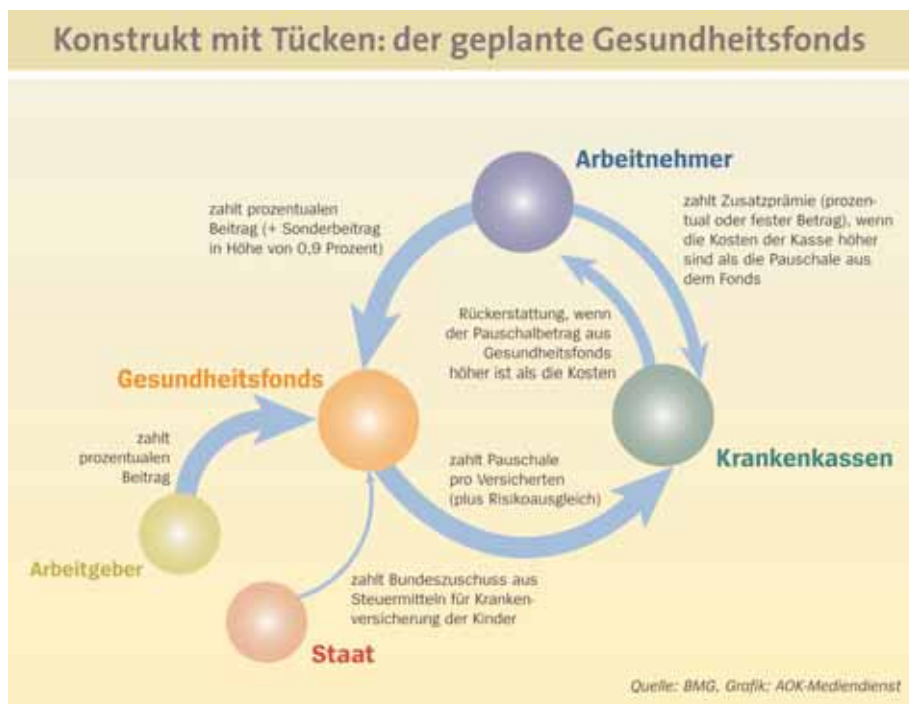 Konstrukt mit Tücken: der geplante Gesundheitsfonds
Arbeitnehmer
zahlt prozentualen
Beitrag (+ Sonderbeitrag
in Höhe von 0,9 Prozent)
zahlt Zusatzprämie (prozen-
tual oder fester Betrag), wenn
die Kosten der Kasse höher
sind als die Pauschale aus
dem Fonds
Rückerstattung, wenn
der Pauschalbetrag aus
Gesundheitsfonds
höher ist als die Kosten
Gesundheitsfonds
zahlt
prozentualen
Beitrag
zahlt Pauschale
pro Versicherten
(plus Risikoausgleich)
Krankenkassen
Arbeitgeber
zahlt Bundeszuschuss aus
Steuermitteln für Kranken-
versicherung der Kinder
Staat
Quelle: BMG, Grafik: AOK-Mediendienst